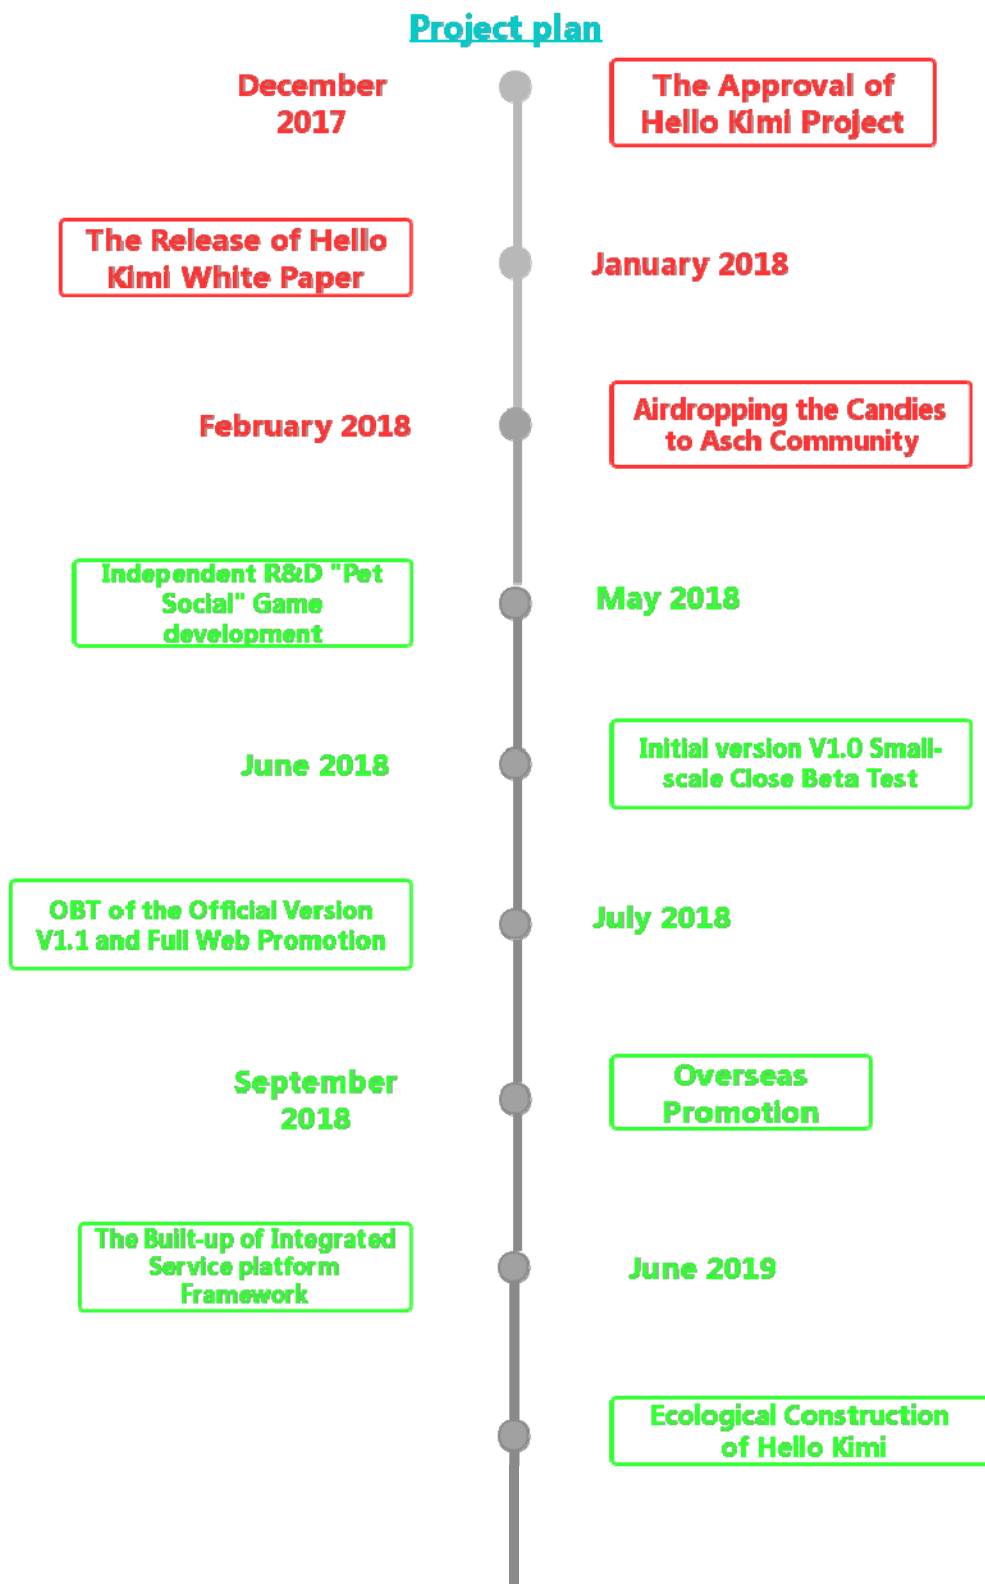 Project plan
December
2017
The Approval of
Hello Kimi Project
The Release of Hello
Kimi White Paper
January 2018
February 2018
Airdropping the Candies
to Asch Community
Independent R&D "Pet
Social" Game
development
May 2018
June 2018
Initial version V1.0 Small-
scale Close Beta Test
OBT of the Official Version
V1.1 and Full Web Promotion
July 2018
September
2018
Overseas
Promotion
The Built-up of Integrated
Service platform
Framework
June 2019
Ecological Construction
of Hello Kimi